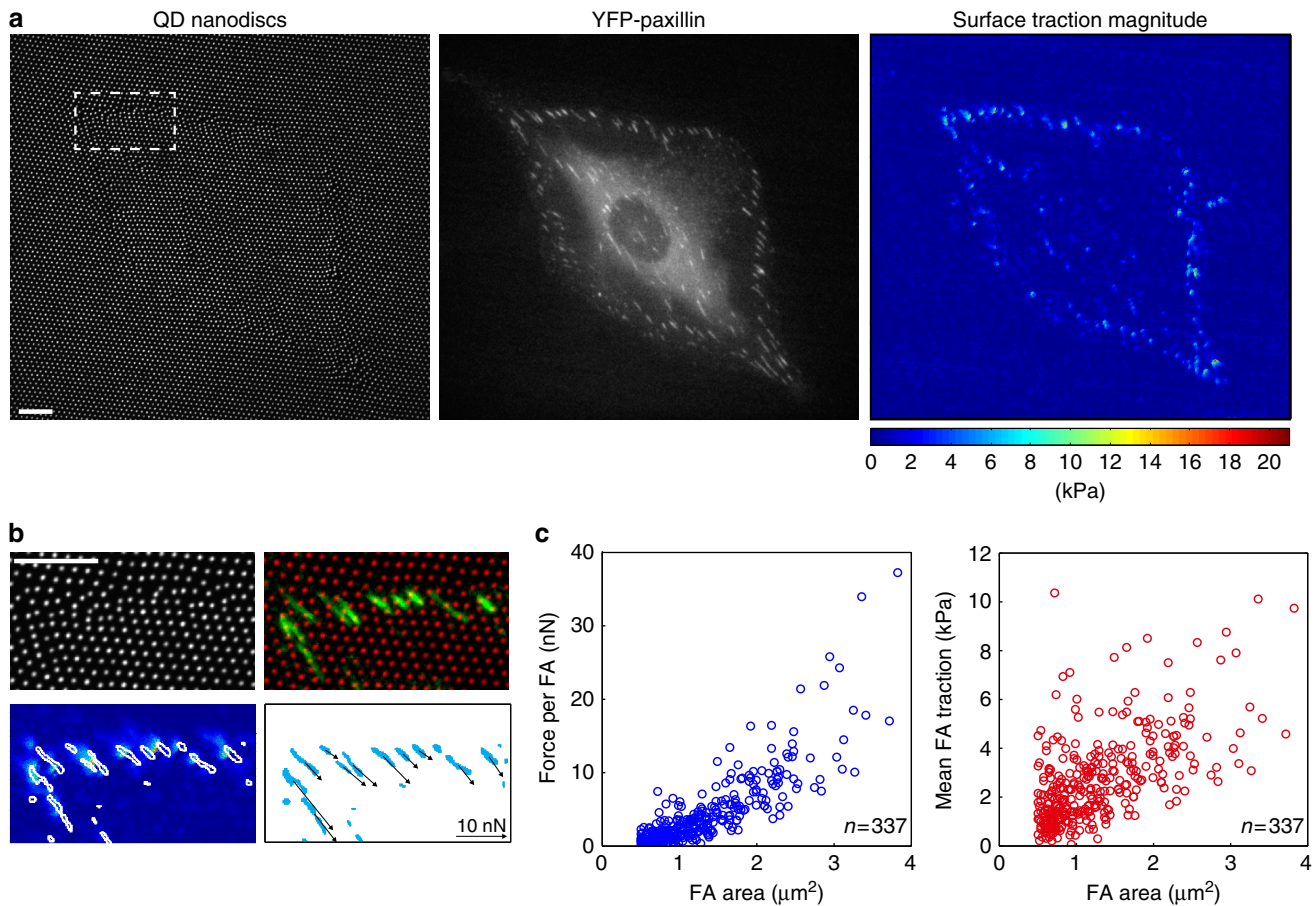 a
QD nanodiscs
YFP-paxillin
Surface traction magnitude
0 2 4 6 8 10 12 14 16 18 20
(kPa)
b
10 nN
c
40
30
20
10
0
Force per FA (nN)
n=337
0 1 2 3 4
FA area (μm²)
12
10
8
6
4
2
0
Mean FA traction (kPa)
n=337
0 1 2 3 4
FA area (μm²)